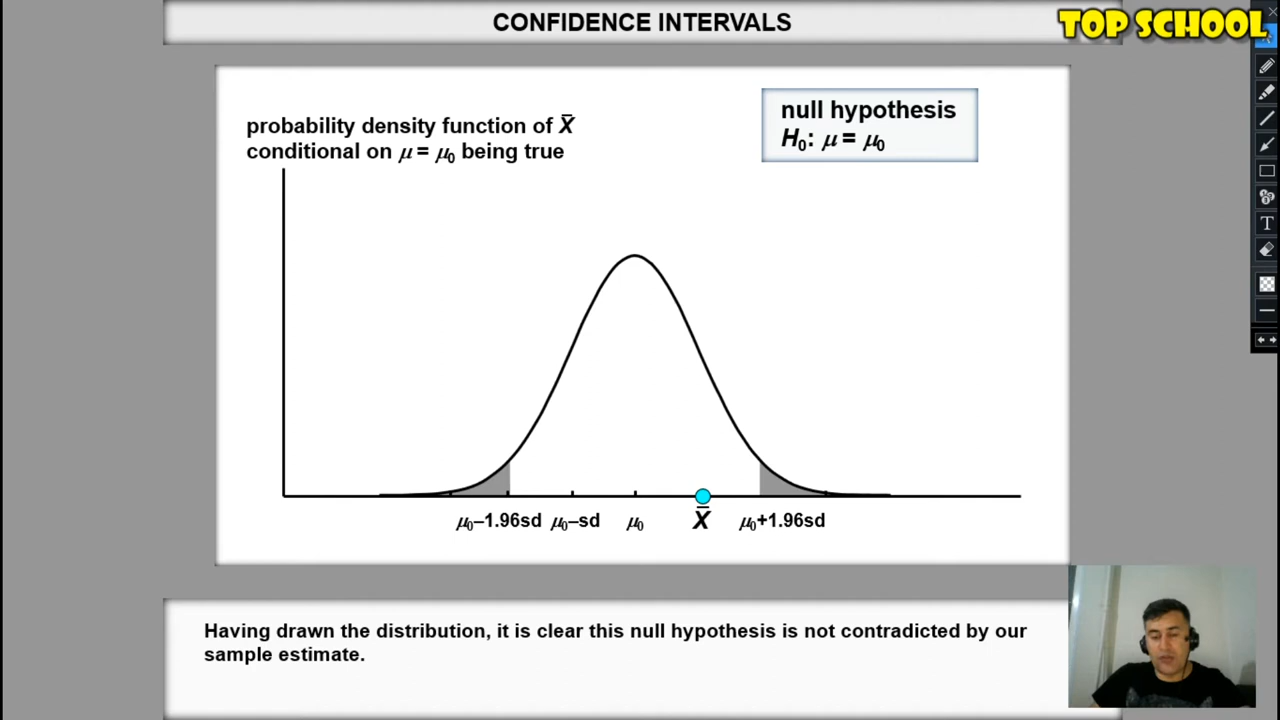 CONFIDENCE INTERVALS
TOP SCHOOL
probability density function of X̄
conditional on μ = μ₀ being true
null hypothesis
H₀: μ = μ₀
μ₀–1.96sd μ₀–sd μ₀ X̄ μ₀+1.96sd
Having drawn the distribution, it is clear this null hypothesis is not contradicted by our
sample estimate.
T